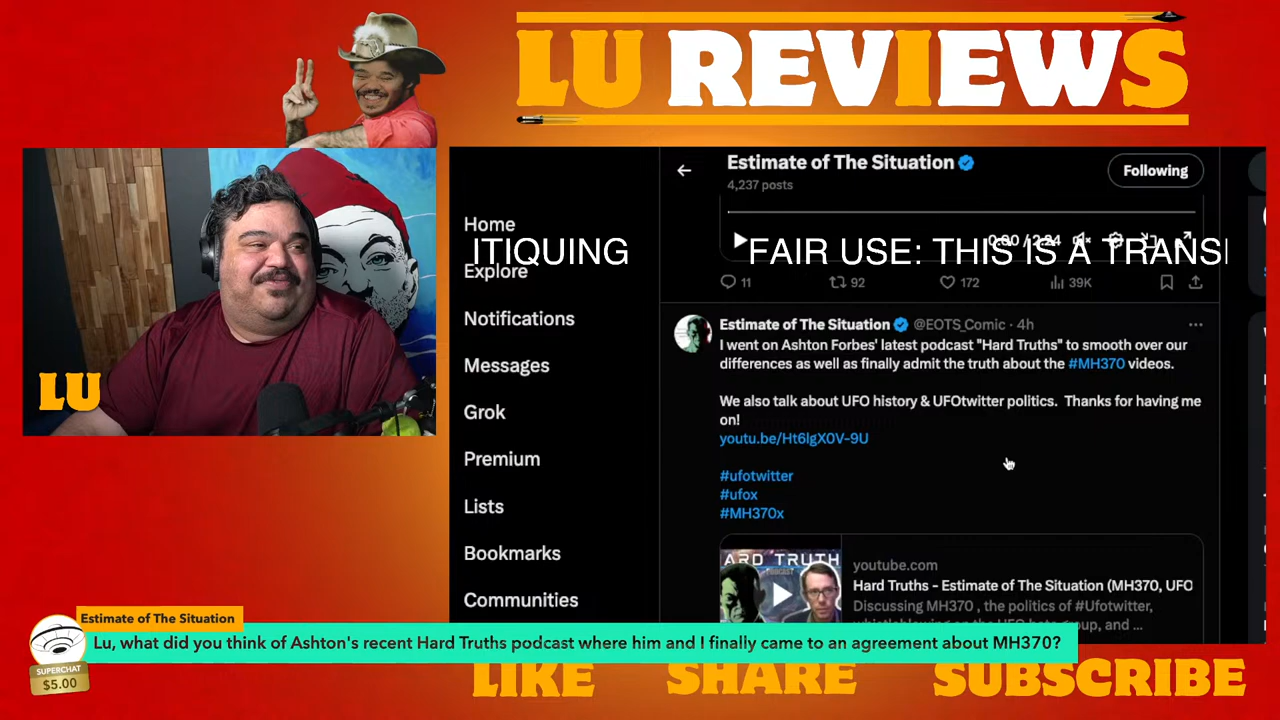 LU REVIEWS
Estimate of The Situation
4,237 posts
Following
Home
Explore
Notifications
Messages
Grok
Premium
Lists
Bookmarks
Communities
ITIQUING FAIR USE: THIS IS A TRANS
0:00 / 2:24
11 92 172 39K
Estimate of The Situation @EOTS_Comic · 4h
I went on Ashton Forbes' latest podcast "Hard Truths" to smooth over our
differences as well as finally admit the truth about the #MH370 videos.
We also talk about UFO history & UFOtwitter politics. Thanks for having me
on!
youtu.be/Ht6lgX0V-9U
#ufotwitter
#ufox
#MH370x
ARD TRUTH
youtube.com
Hard Truths - Estimate of The Situation (MH370, UFO
Discussing MH370 , the politics of #Ufotwitter,
LU
Estimate of The Situation
Lu, what did you think of Ashton's recent Hard Truths podcast where him and I finally came to an agreement about MH370?
SUPERCHAT
$5.00
LIKE SHARE SUBSCRIBE